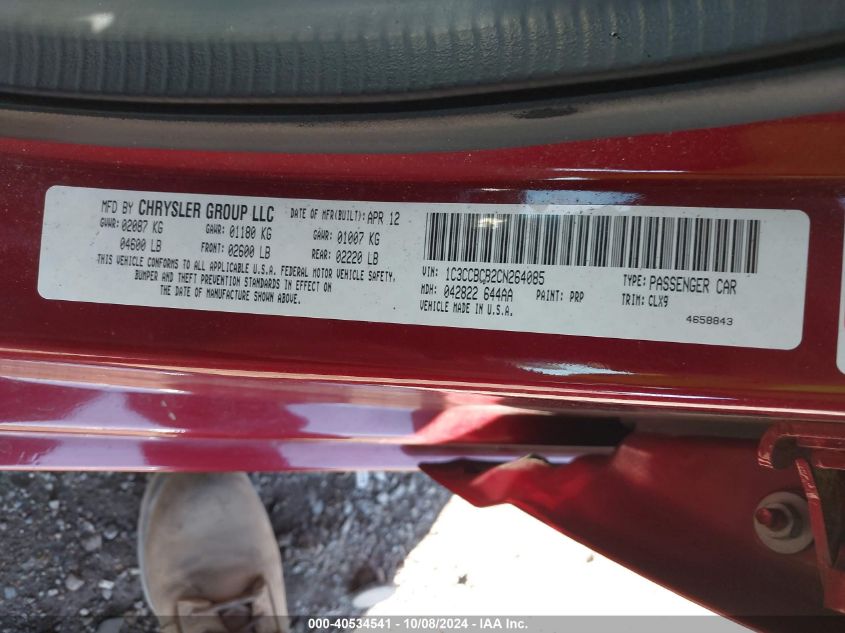 MFD BY CHRYSLER GROUP LLC DATE OF MFR(BUILT): APR 12
GVWR: 02087 KG GAWR: 01180 KG GAWR: 01007 KG
04600 LB FRONT: 02600 LB REAR: 02220 LB
THIS VEHICLE CONFORMS TO ALL APPLICABLE U.S.A. FEDERAL MOTOR VEHICLE SAFETY,
BUMPER AND THEFT PREVENTION STANDARDS IN EFFECT ON
THE DATE OF MANUFACTURE SHOWN ABOVE.
VIN: 1C3CCBCB2CN264085 TYPE: PASSENGER CAR
MDH: 042822 644AA PAINT: PRP TRIM: CLX9
VEHICLE MADE IN U.S.A.
4658843
000-40534541 - 10/08/2024 - IAA Inc.